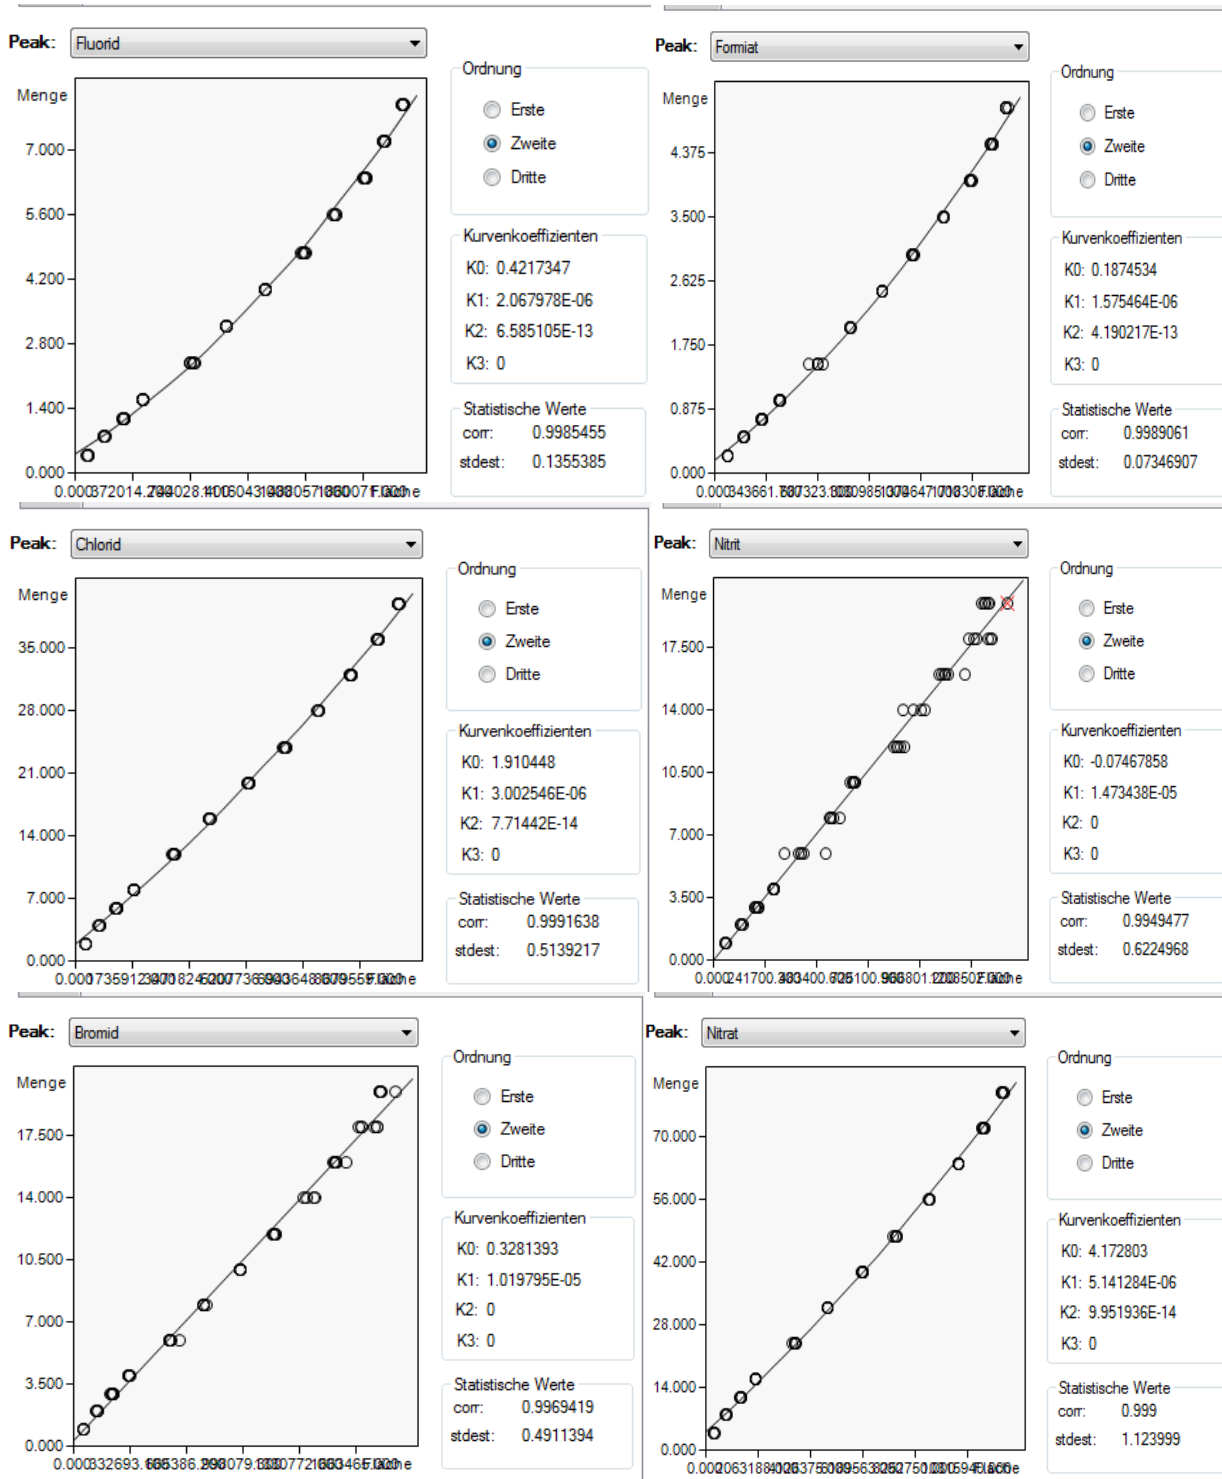 Peak: Fluorid
Menge
7.000
5.600
4.200
2.800
1.400
0.000
Ordnung
Erste
Zweite
Dritte
Kurvenkoeffizienten
K0: 0.4217347
K1: 2.067978E-06
K2: 6.585105E-13
K3: 0
Statistische Werte
corr: 0.9985455
stdest: 0.1355385
Peak: Formiat
Menge
4.375
3.500
2.625
1.750
0.875
0.000
Ordnung
Erste
Zweite
Dritte
Kurvenkoeffizienten
K0: 0.1874534
K1: 1.575464E-06
K2: 4.190217E-13
K3: 0
Statistische Werte
corr: 0.9989061
stdest: 0.07346907
Peak: Chlorid
Menge
35.000
28.000
21.000
14.000
7.000
0.000
Ordnung
Erste
Zweite
Dritte
Kurvenkoeffizienten
K0: 1.910448
K1: 3.002546E-06
K2: 7.71442E-14
K3: 0
Statistische Werte
corr: 0.9991638
stdest: 0.5139217
Peak: Nitrit
Menge
17.500
14.000
10.500
7.000
3.500
0.000
Ordnung
Erste
Zweite
Dritte
Kurvenkoeffizienten
K0: -0.07467858
K1: 1.473438E-05
K2: 0
K3: 0
Statistische Werte
corr: 0.9949477
stdest: 0.6224968
Peak: Bromid
Menge
17.500
14.000
10.500
7.000
3.500
0.000
Ordnung
Erste
Zweite
Dritte
Kurvenkoeffizienten
K0: 0.3281393
K1: 1.019795E-05
K2: 0
K3: 0
Statistische Werte
corr: 0.9969419
stdest: 0.4911394
Peak: Nitrat
Menge
70.000
56.000
42.000
28.000
14.000
0.000
Ordnung
Erste
Zweite
Dritte
Kurvenkoeffizienten
K0: 4.172803
K1: 5.141284E-06
K2: 9.951936E-14
K3: 0
Statistische Werte
corr: 0.999
stdest: 1.123999